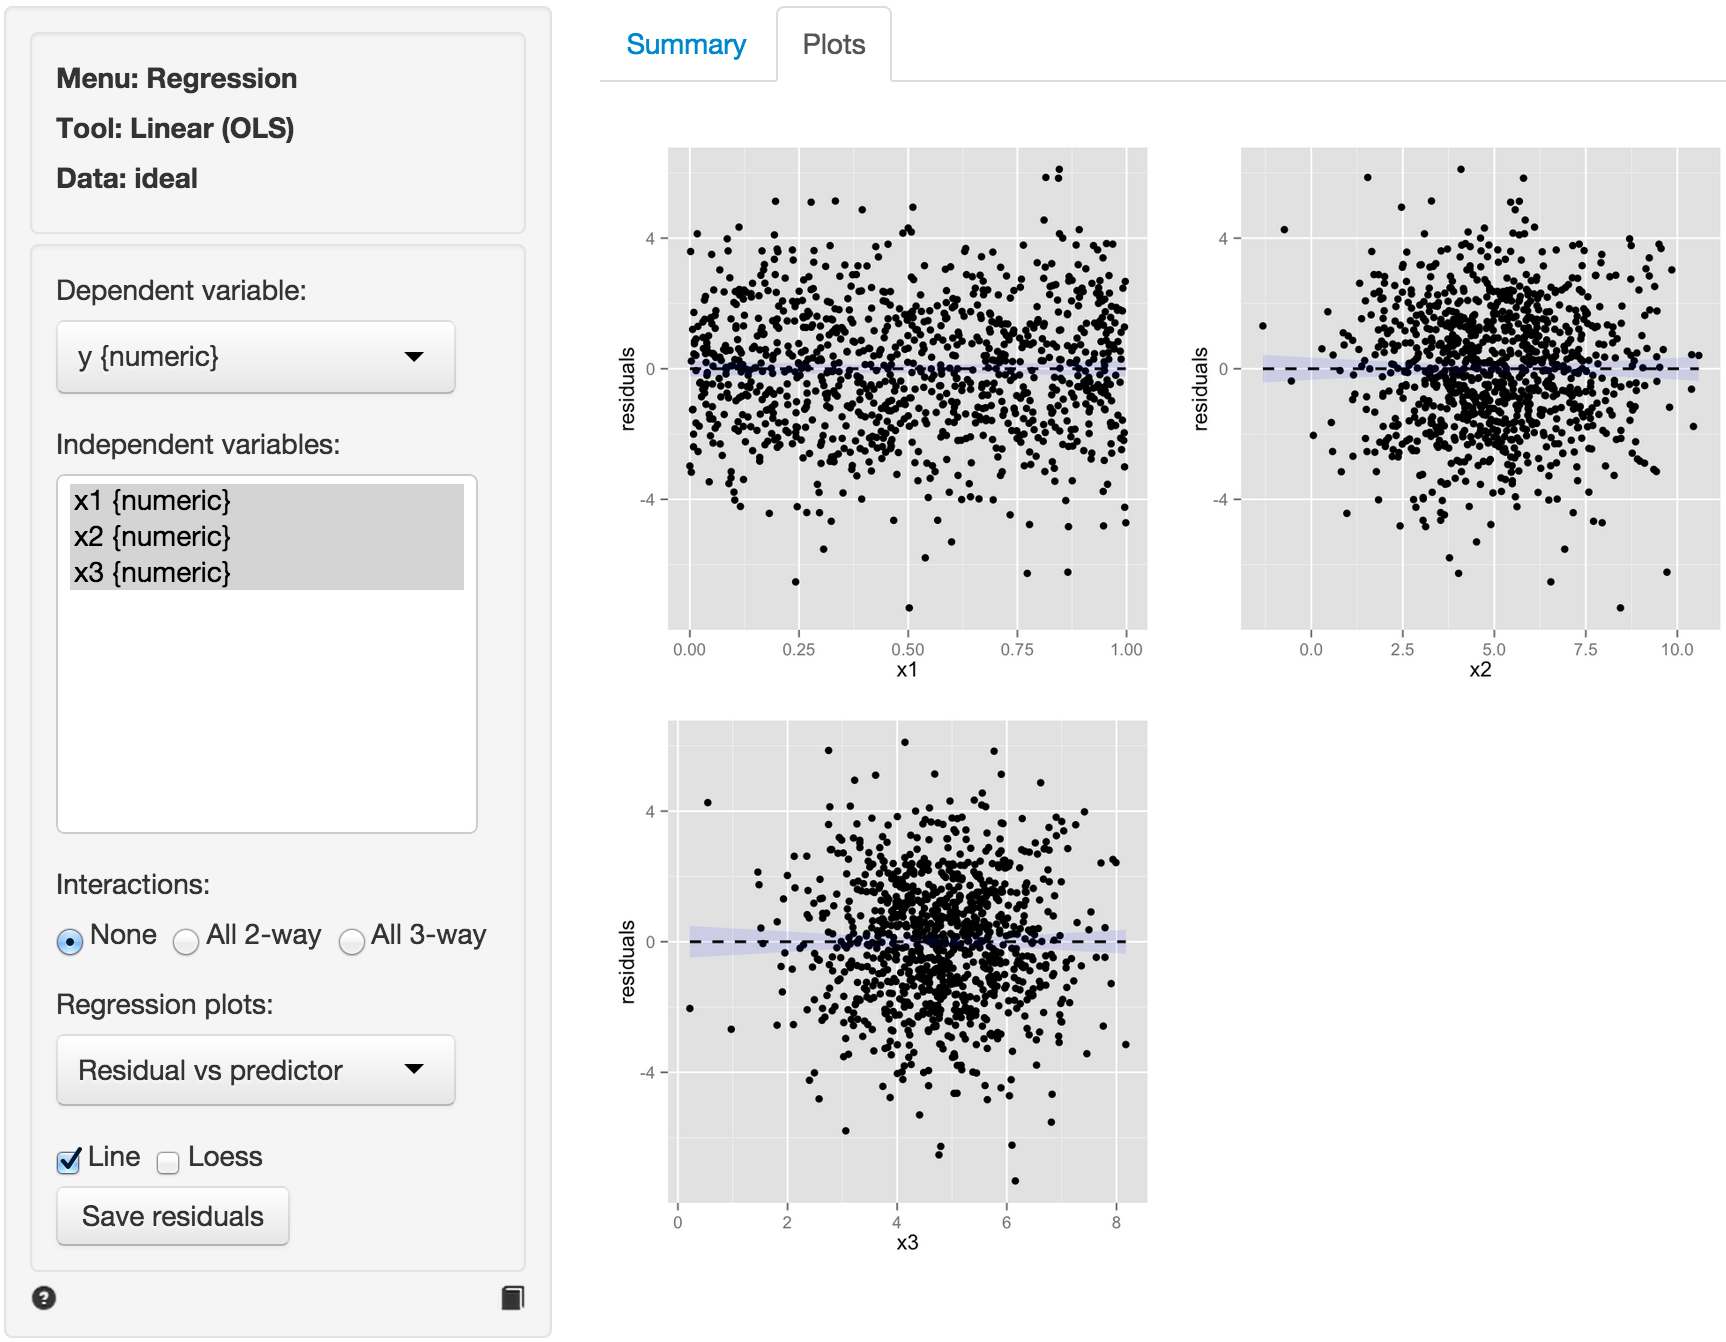 Menu: Regression
Tool: Linear (OLS)
Data: ideal
Dependent variable:
y {numeric}
Independent variables:
x1 {numeric}
x2 {numeric}
x3 {numeric}
Interactions:
None All 2-way All 3-way
Regression plots:
Residual vs predictor
Line Loess
Save residuals
?
Summary Plots
4
0
-4
residuals
0.00 0.25 0.50 0.75 1.00
x1
4
0
-4
residuals
0.0 2.5 5.0 7.5 10.0
x2
4
0
-4
residuals
0 2 4 6 8
x3